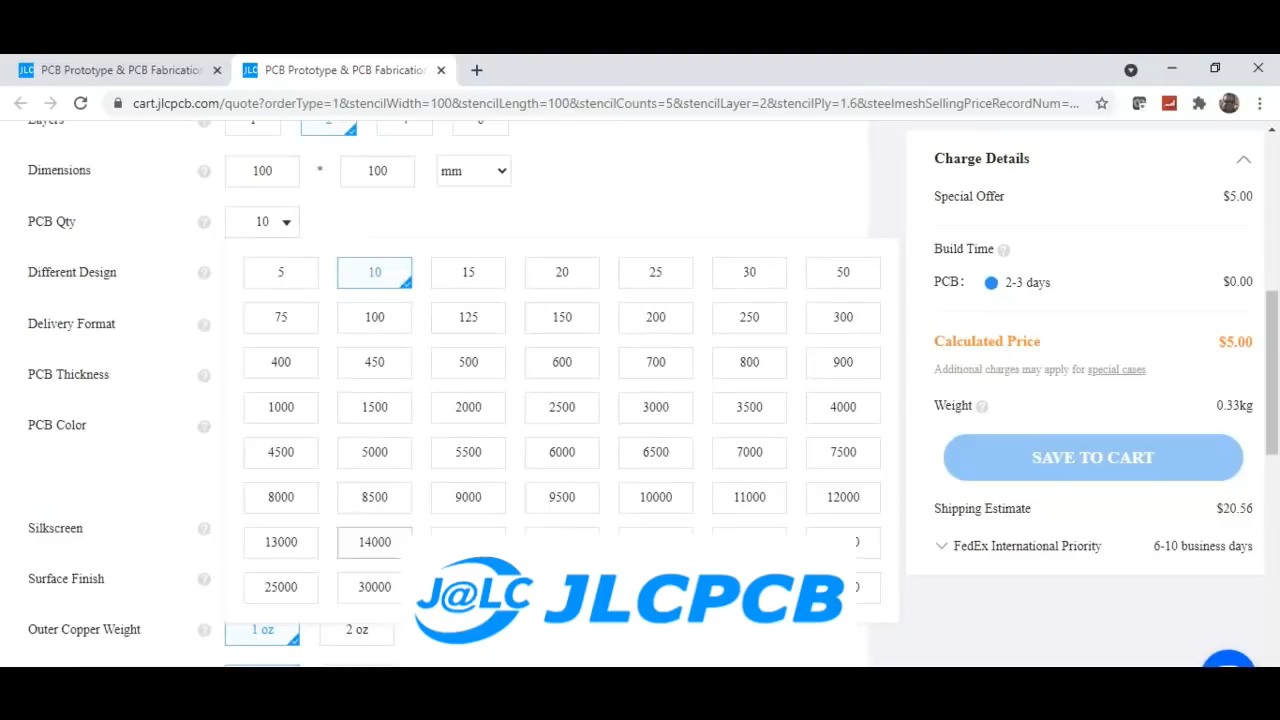 JLC PCB Prototype & PCB Fabrication
JLC PCB Prototype & PCB Fabrication
cart.jlcpcb.com/quote?orderType=1&stencilWidth=100&stencilLength=100&stencilCounts=5&stencilLayer=2&stencilPly=1.6&steelmeshSellingPriceRecordNum=...
Layers
Dimensions 100 * 100 mm
PCB Qty 10
Different Design 5 10 15 20 25 30 50
75 100 125 150 200 250 300
Delivery Format
400 450 500 600 700 800 900
PCB Thickness
1000 1500 2000 2500 3000 3500 4000
PCB Color
4500 5000 5500 6000 6500 7000 7500
8000 8500 9000 9500 10000 11000 12000
Silkscreen
13000 14000
Surface Finish
25000 30000
J@LC JLCPCB
Outer Copper Weight 1 oz 2 oz
Charge Details
Special Offer $5.00
Build Time
PCB: 2-3 days $0.00
Calculated Price $5.00
Additional charges may apply for special cases
Weight 0.33kg
SAVE TO CART
Shipping Estimate $20.56
FedEx International Priority 6-10 business days